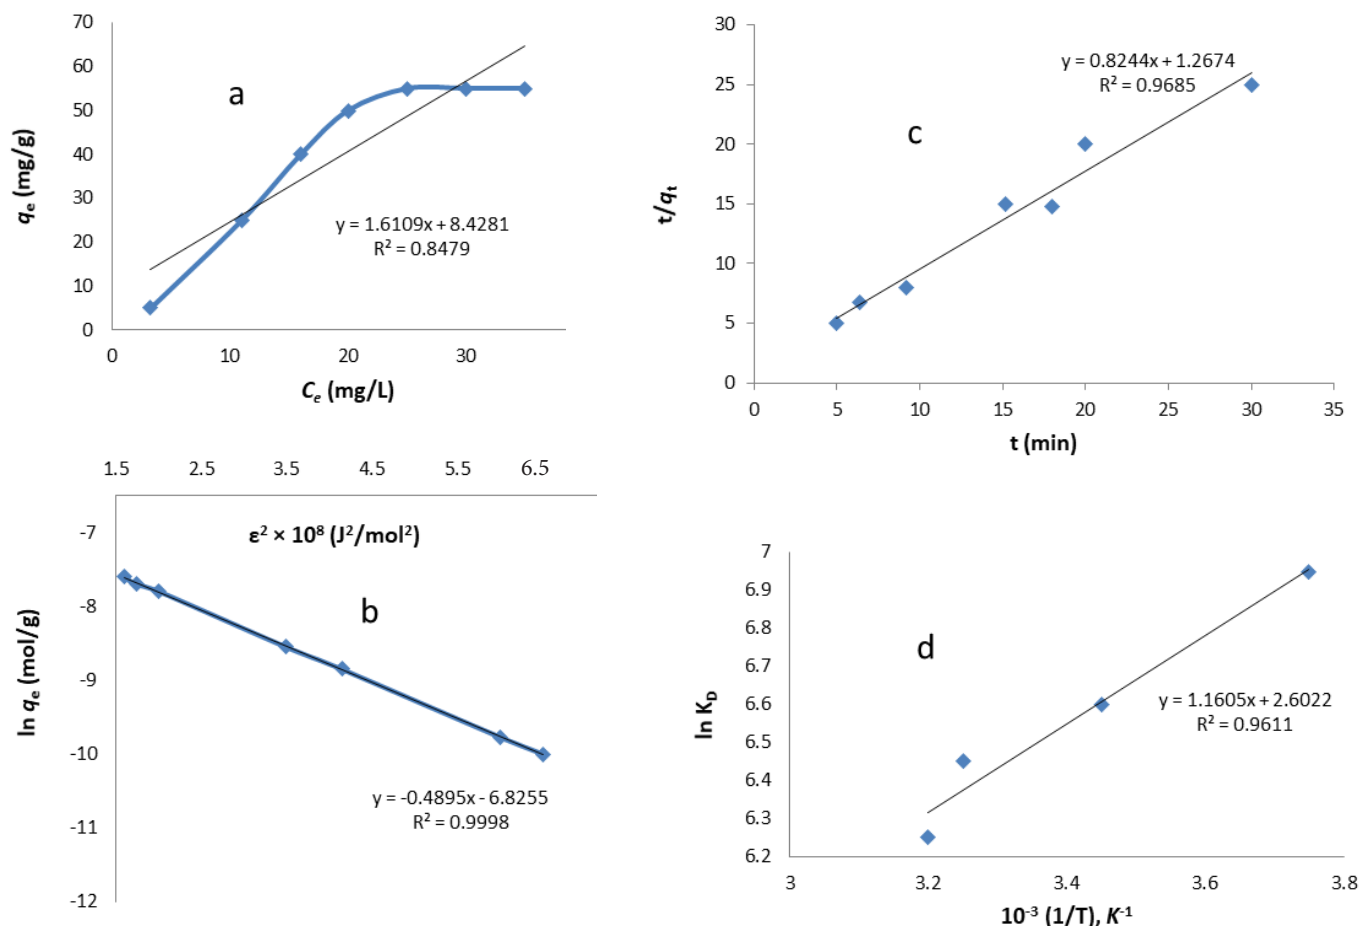 70
60
50
40
30
20
10
0
qₑ (mg/g)
a
y = 1.6109x + 8.4281
R² = 0.8479
0 10 20 30
Cₑ (mg/L)
30
25
20
15
10
5
0
t/qₜ
c
y = 0.8244x + 1.2674
R² = 0.9685
0 5 10 15 20 25 30 35
t (min)
1.5 2.5 3.5 4.5 5.5 6.5
ε² × 10⁸ (J²/mol²)
-7
-8
-9
-10
-11
-12
ln qₑ (mol/g)
b
y = -0.4895x - 6.8255
R² = 0.9998
7
6.9
6.8
6.7
6.6
6.5
6.4
6.3
6.2
ln K_D
d
y = 1.1605x + 2.6022
R² = 0.9611
3 3.2 3.4 3.6 3.8
10⁻³ (1/T), K⁻¹